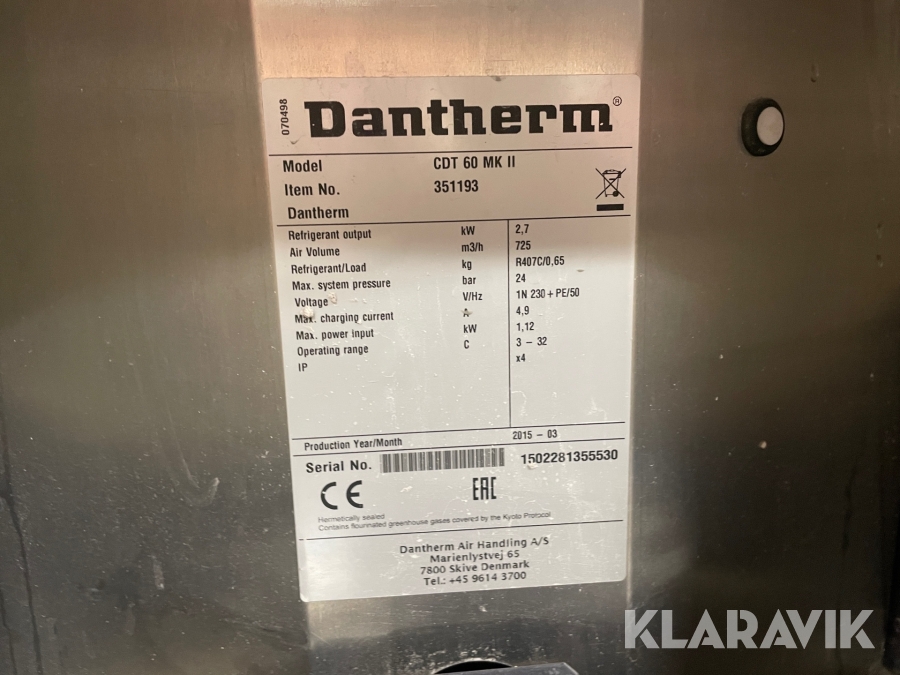 070498
Dantherm®
Model CDT 60 MK II
Item No. 351193
Dantherm
Refrigerant output kW 2,7
Air Volume m3/h 725
Refrigerant/Load kg R407C/0,65
Max. system pressure bar 24
Voltage V/Hz 1N 230 + PE/50
Max. charging current A 4,9
Max. power input kW 1,12
Operating range C 3 – 32
IP x4
Production Year/Month 2015 – 03
Serial No. 1502281355530
CE EAC
Hermetically sealed
Contains flourinated greenhouse gases covered by the Kyoto Protocol
Dantherm Air Handling A/S
Marienlystvej 65
7800 Skive Denmark
Tel.: +45 9614 3700
KLARAVIK